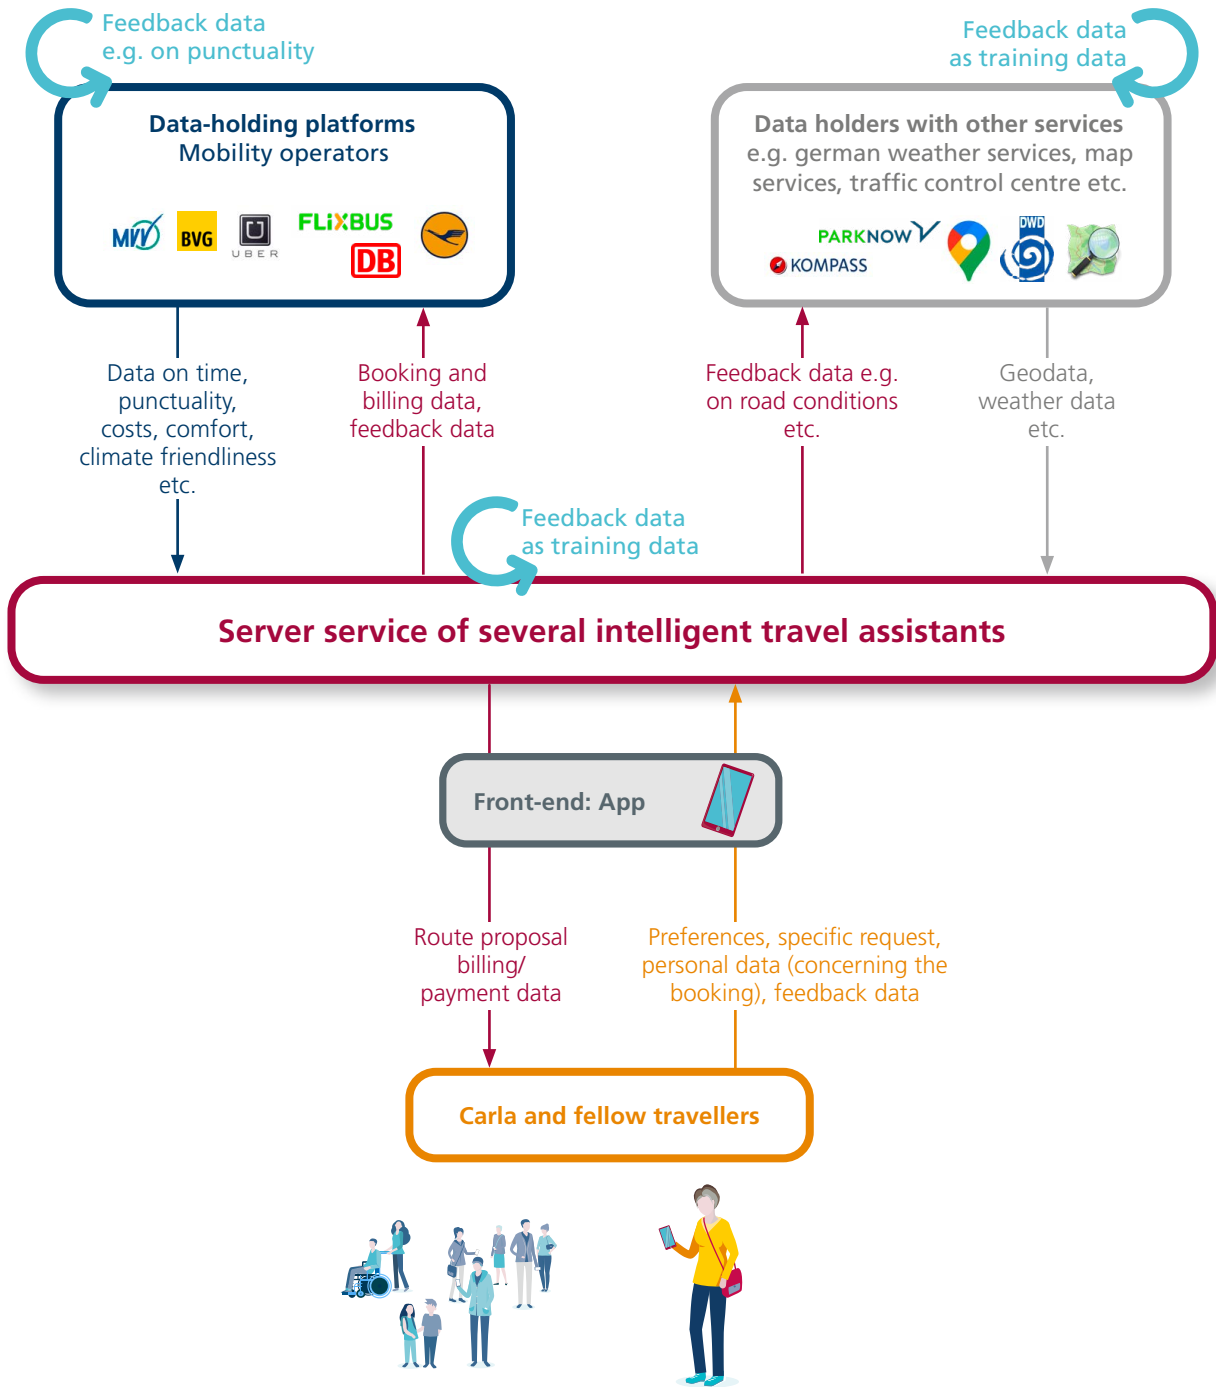 Feedback data
e.g. on punctuality
Feedback data
as training data
Data-holding platforms
Mobility operators
MVV
BVG
UBER
FLiXBUS
DB
Data holders with other services
e.g. german weather services, map
services, traffic control centre etc.
PARKNOW
KOMPASS
DWD
Data on time,
punctuality,
costs, comfort,
climate friendliness
etc.
Booking and
billing data,
feedback data
Feedback data e.g.
on road conditions
etc.
Geodata,
weather data
etc.
Feedback data
as training data
Server service of several intelligent travel assistants
Front-end: App
Route proposal
billing/
payment data
Preferences, specific request,
personal data (concerning the
booking), feedback data
Carla and fellow travellers